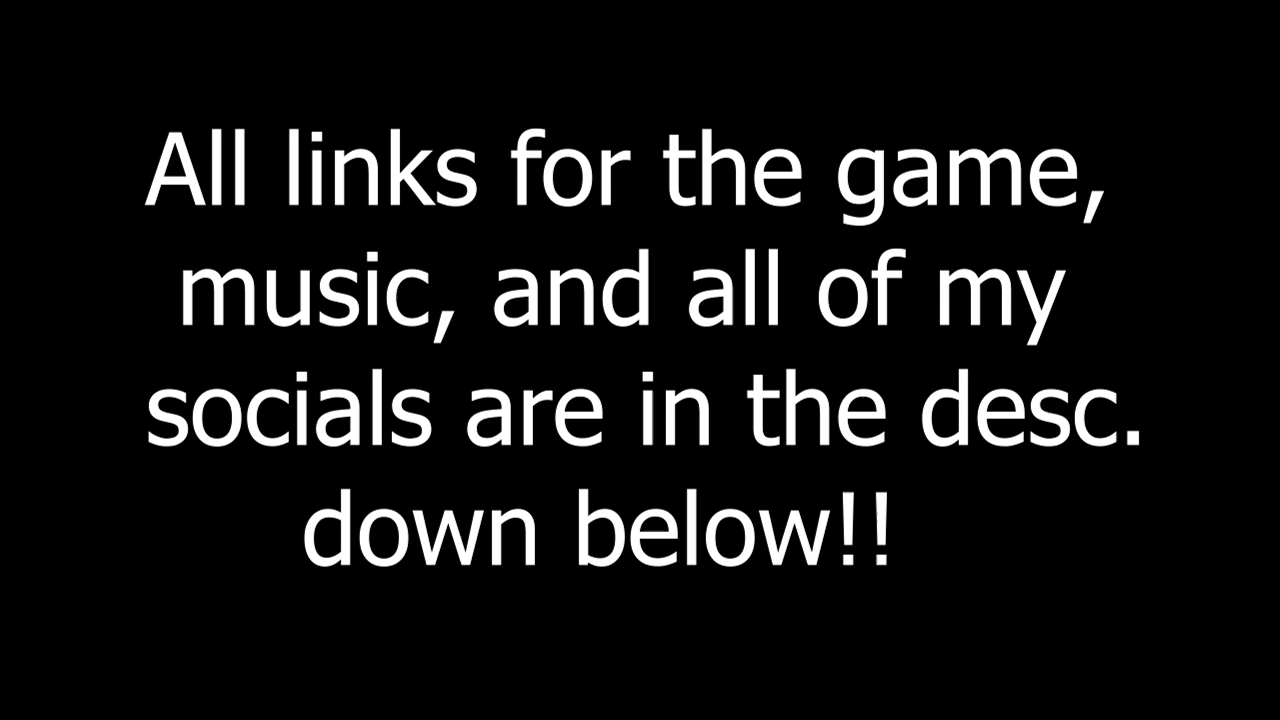 All links for the game,
music, and all of my
socials are in the desc.
down below!!